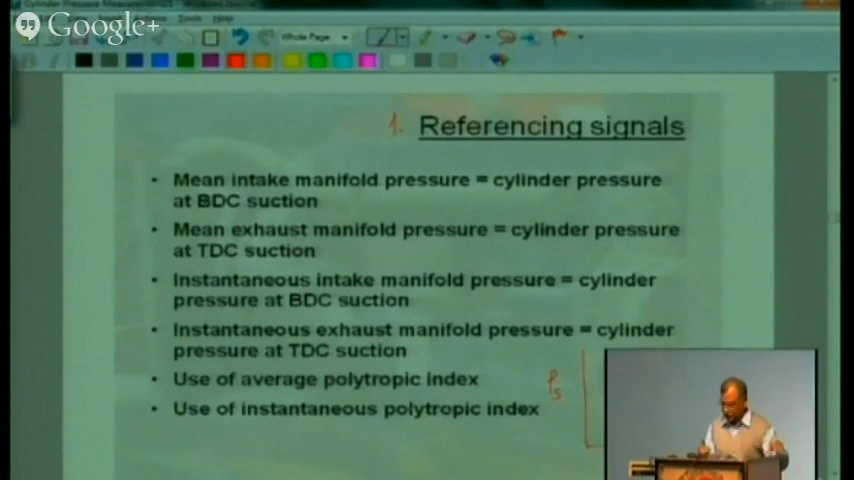 Google+
Whole Page
1. Referencing signals
• Mean intake manifold pressure = cylinder pressure
at BDC suction
• Mean exhaust manifold pressure = cylinder pressure
at TDC suction
• Instantaneous intake manifold pressure = cylinder
pressure at BDC suction
• Instantaneous exhaust manifold pressure = cylinder
pressure at TDC suction
• Use of average polytropic index
• Use of instantaneous polytropic index